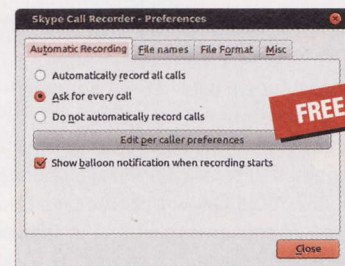 Skype Call Recorder - Preferences
Automatic Recording File names File Format Misc
Automatically record all calls
Ask for every call
Do not automatically record calls
FREE
Edit per caller preferences
Show balloon notification when recording starts
Close